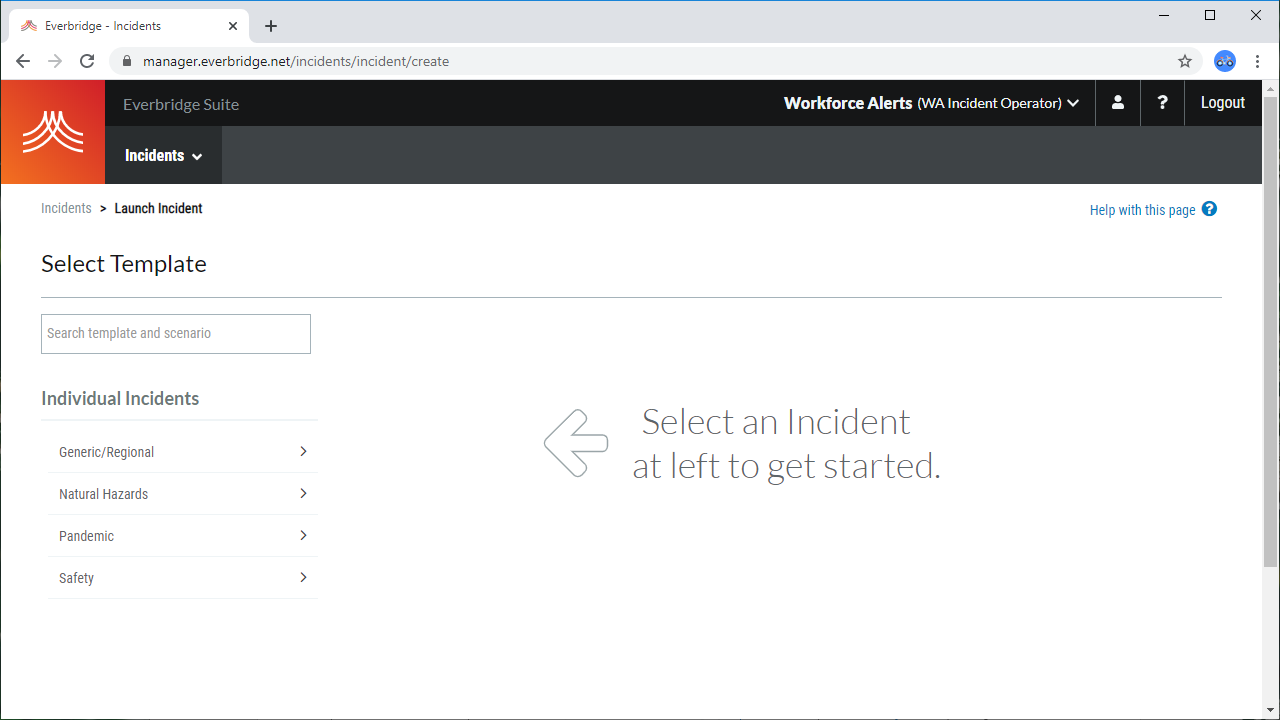 Everbridge - Incidents
manager.everbridge.net/incidents/incident/create
Everbridge Suite
Workforce Alerts (WA Incident Operator)
?
Logout
Incidents
Incidents > Launch Incident
Help with this page ?
Select Template
Search template and scenario
Individual Incidents
Generic/Regional
Natural Hazards
Pandemic
Safety
Select an Incident
at left to get started.